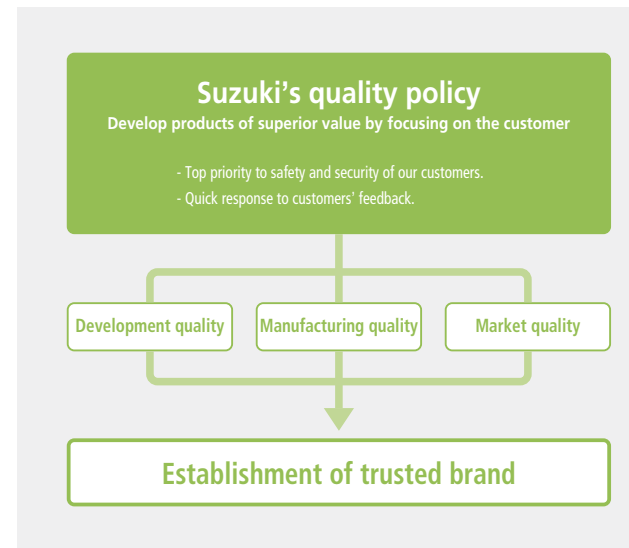 Suzuki’s quality policy
Develop products of superior value by focusing on the customer
- Top priority to safety and security of our customers.
- Quick response to customers' feedback.
Development quality
Manufacturing quality
Market quality
Establishment of trusted brand